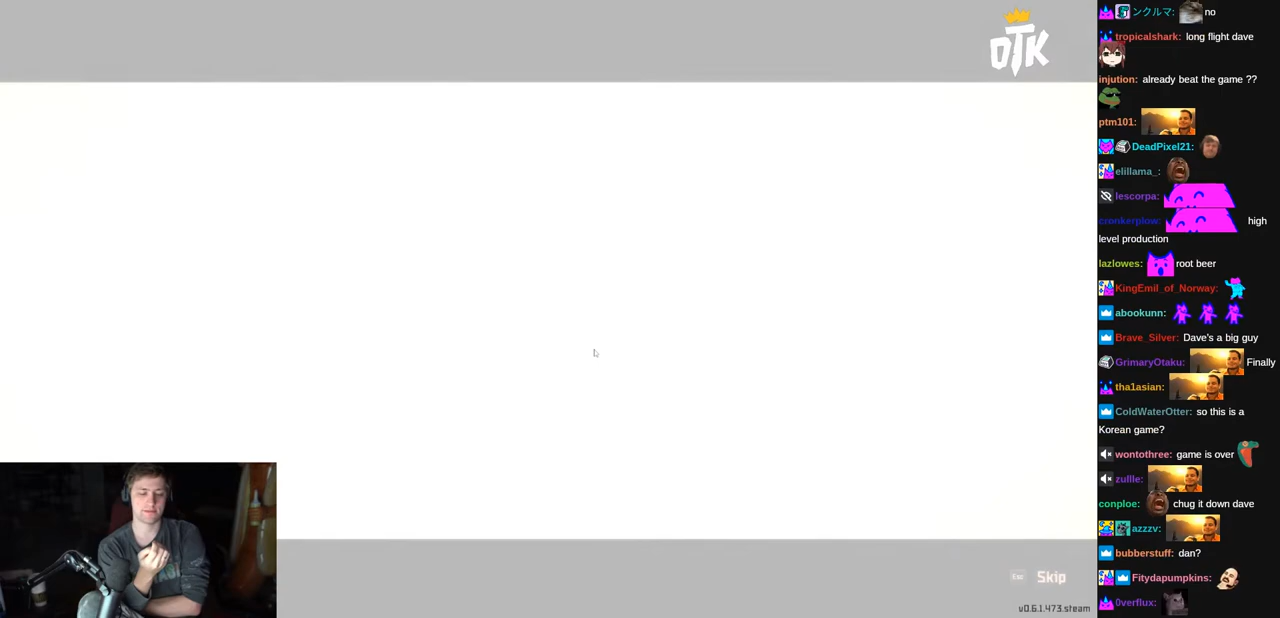 OTK
Esc Skip
v0.6.1.473.steam
ンクルマ: no
tropicalshark: long flight dave
injution: already beat the game ??
ptm101:
DeadPixel21:
elillama_:
lescorpa:
cronkerplow: high
level production
lazlowes: root beer
KingEmil_of_Norway:
abookunn:
Brave_Silver: Dave's a big guy
GrimaryOtaku: Finally
tha1asian:
ColdWaterOtter: so this is a
Korean game?
wontothree: game is over
zullle:
conploe: chug it down dave
azzzv:
bubberstuff: dan?
Fitydapumpkins:
0verflux: